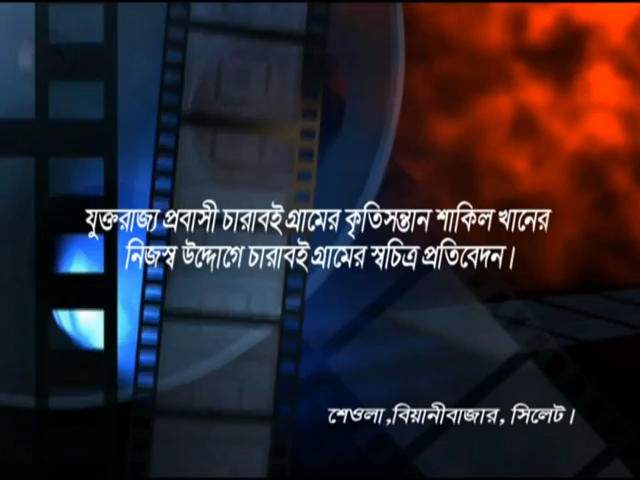 যুক্তরাজ্য প্রবাসী চারাবই গ্রামের কৃতিসন্তান শাকিল খানের
নিজস্ব উদ্দোগে চারাবই গ্রামের স্বচিত্র প্রতিবেদন।
শেওলা,বিয়ানীবাজার, সিলেট।